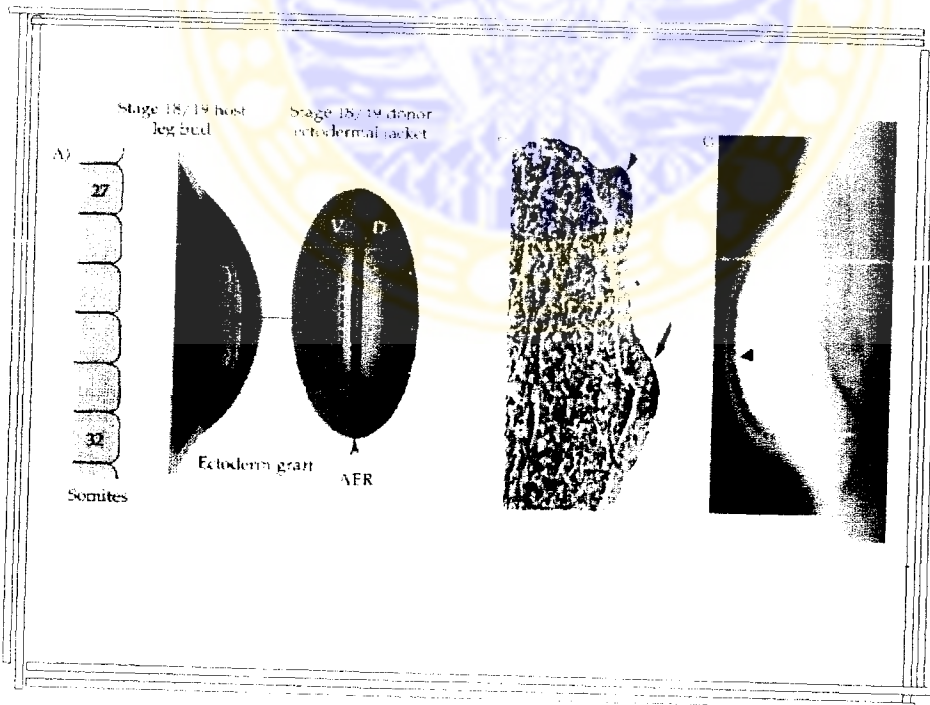 Stage 18/19 host
leg bud
Stage 18/19 donor
ectodermal jacket
A)
27
V D
32
Ectoderm graft
AER
Somites